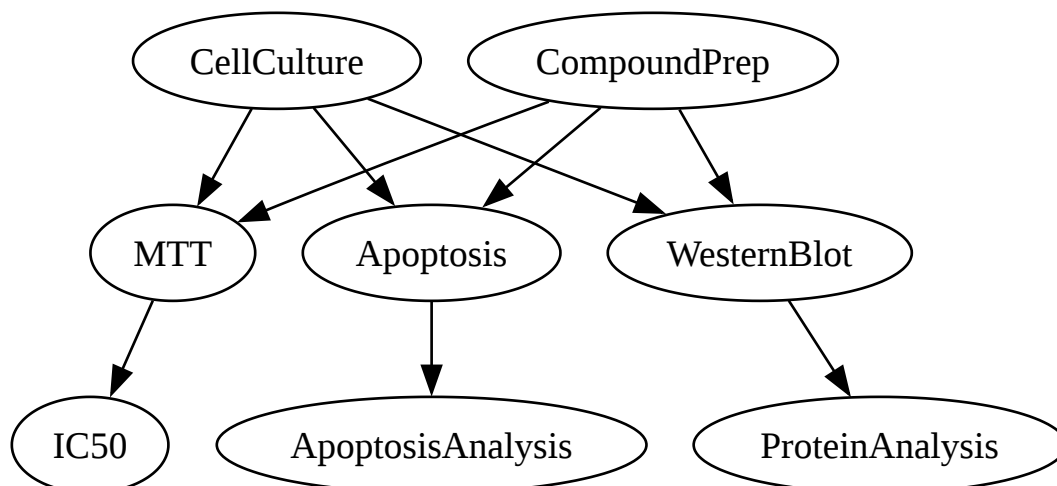 CellCulture
CompoundPrep
MTT
Apoptosis
WesternBlot
IC50
ApoptosisAnalysis
ProteinAnalysis